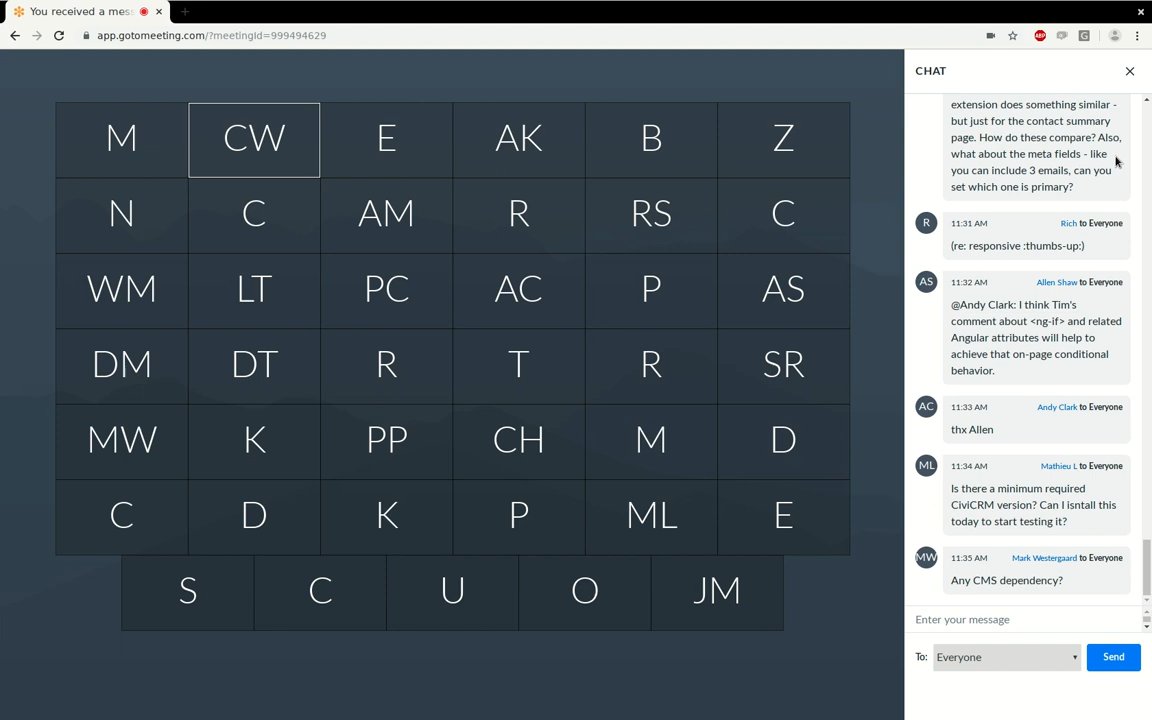 You received a mes
app.gotomeeting.com/?meetingId=999494629
ABP
G
M CW E AK B Z
N C AM R RS C
WM LT PC AC P AS
DM DT R T R SR
MW K PP CH M D
C D K P ML E
S C U O JM
CHAT
extension does something similar -
but just for the contact summary
page. How do these compare? Also,
what about the meta fields - like
you can include 3 emails, can you
set which one is primary?
R 11:31 AM Rich to Everyone
(re: responsive :thumbs-up:)
AS 11:32 AM Allen Shaw to Everyone
@Andy Clark: I think Tim's
comment about <ng-if> and related
Angular attributes will help to
achieve that on-page conditional
behavior.
AC 11:33 AM Andy Clark to Everyone
thx Allen
ML 11:34 AM Mathieu L to Everyone
Is there a minimum required
CiviCRM version? Can I isntall this
today to start testing it?
MW 11:35 AM Mark Westergaard to Everyone
Any CMS dependency?
Enter your message
To: Everyone Send